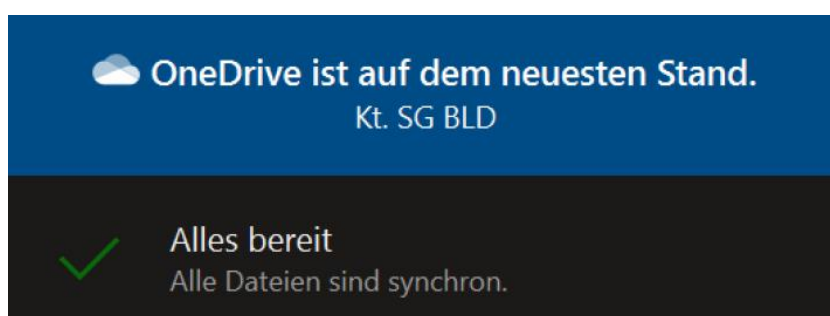 OneDrive ist auf dem neuesten Stand.
Kt. SG BLD
Alles bereit
Alle Dateien sind synchron.